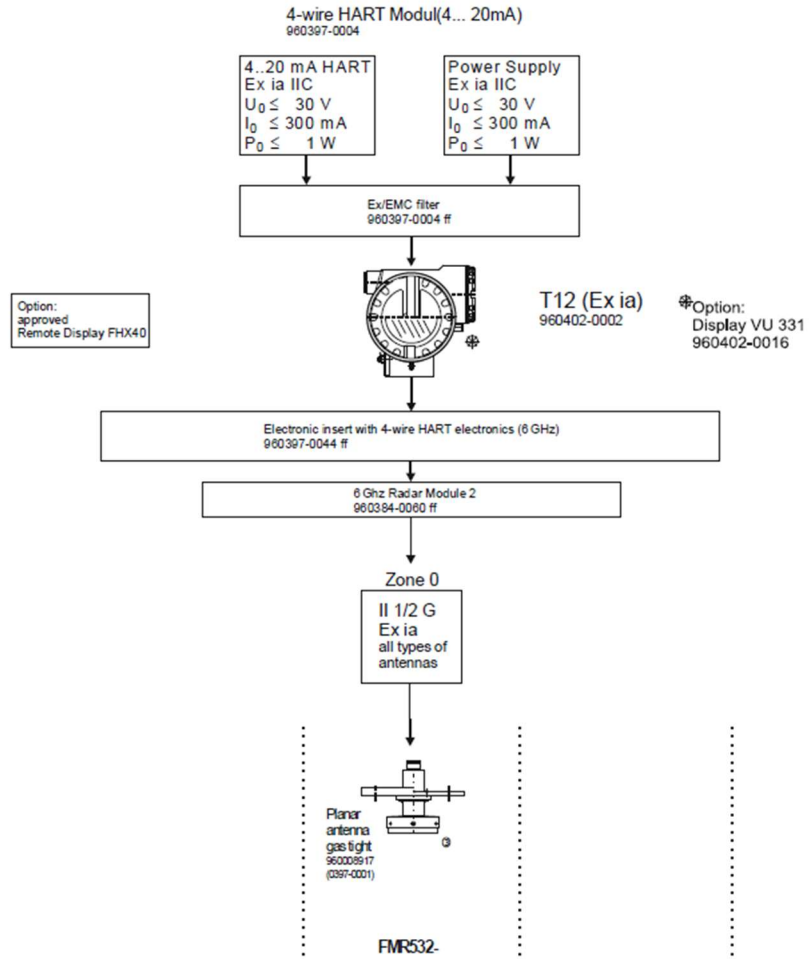 4-wire HART Modul(4... 20mA)
960397-0004
4..20 mA HART
Ex ia IIC
U0 ≤ 30 V
I0 ≤ 300 mA
P0 ≤ 1 W
Power Supply
Ex ia IIC
U0 ≤ 30 V
I0 ≤ 300 mA
P0 ≤ 1 W
Ex/EMC filter
960397-0004 ff
Option:
approved
Remote Display FHX40
T12 (Ex ia)
960402-0002
Option:
Display VU 331
960402-0016
Electronic insert with 4-wire HART electronics (6 GHz)
960397-0044 ff
6 Ghz Radar Module 2
960384-0060 ff
Zone 0
II 1/2 G
Ex ia
all types of
antennas
Planar
antenna
gas tight
960008917
(0397-0001)
FMR532-